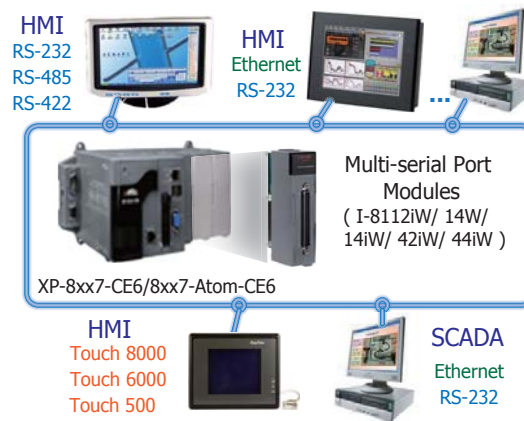 HMI
RS-232
RS-485
RS-422
HMI
Ethernet
RS-232
...
Multi-serial Port
Modules
( I-8112iW/ 14W/
14iW/ 42iW/ 44iW )
XP-8xx7-CE6/8xx7-Atom-CE6
HMI
Touch 8000
Touch 6000
Touch 500
SCADA
Ethernet
RS-232